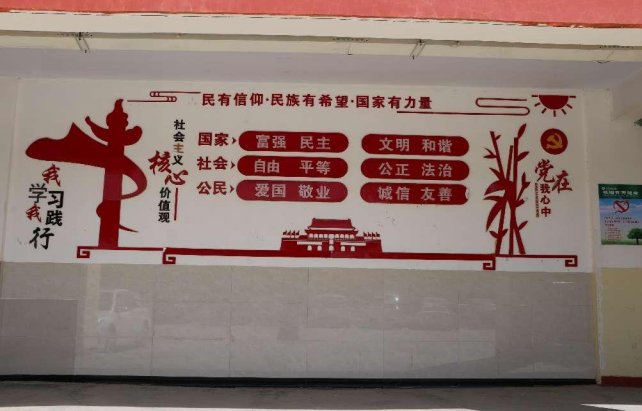 民有信仰·民族有希望·国家有力量
社会主义
核心
价值观
国家 富强 民主 文明 和谐
社会 自由 平等 公正 法治
公民 爱国 敬业 诚信 友善
我学习
我践行
党在
我心中